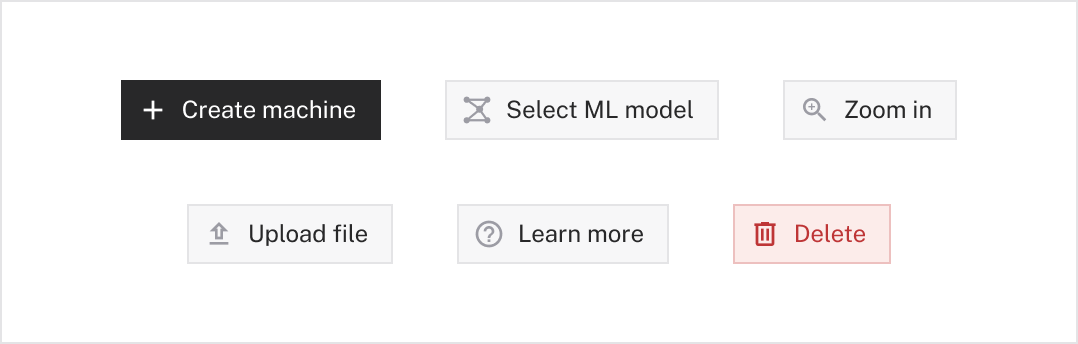 Create machine
Select ML model
Zoom in
Upload file
Learn more
Delete